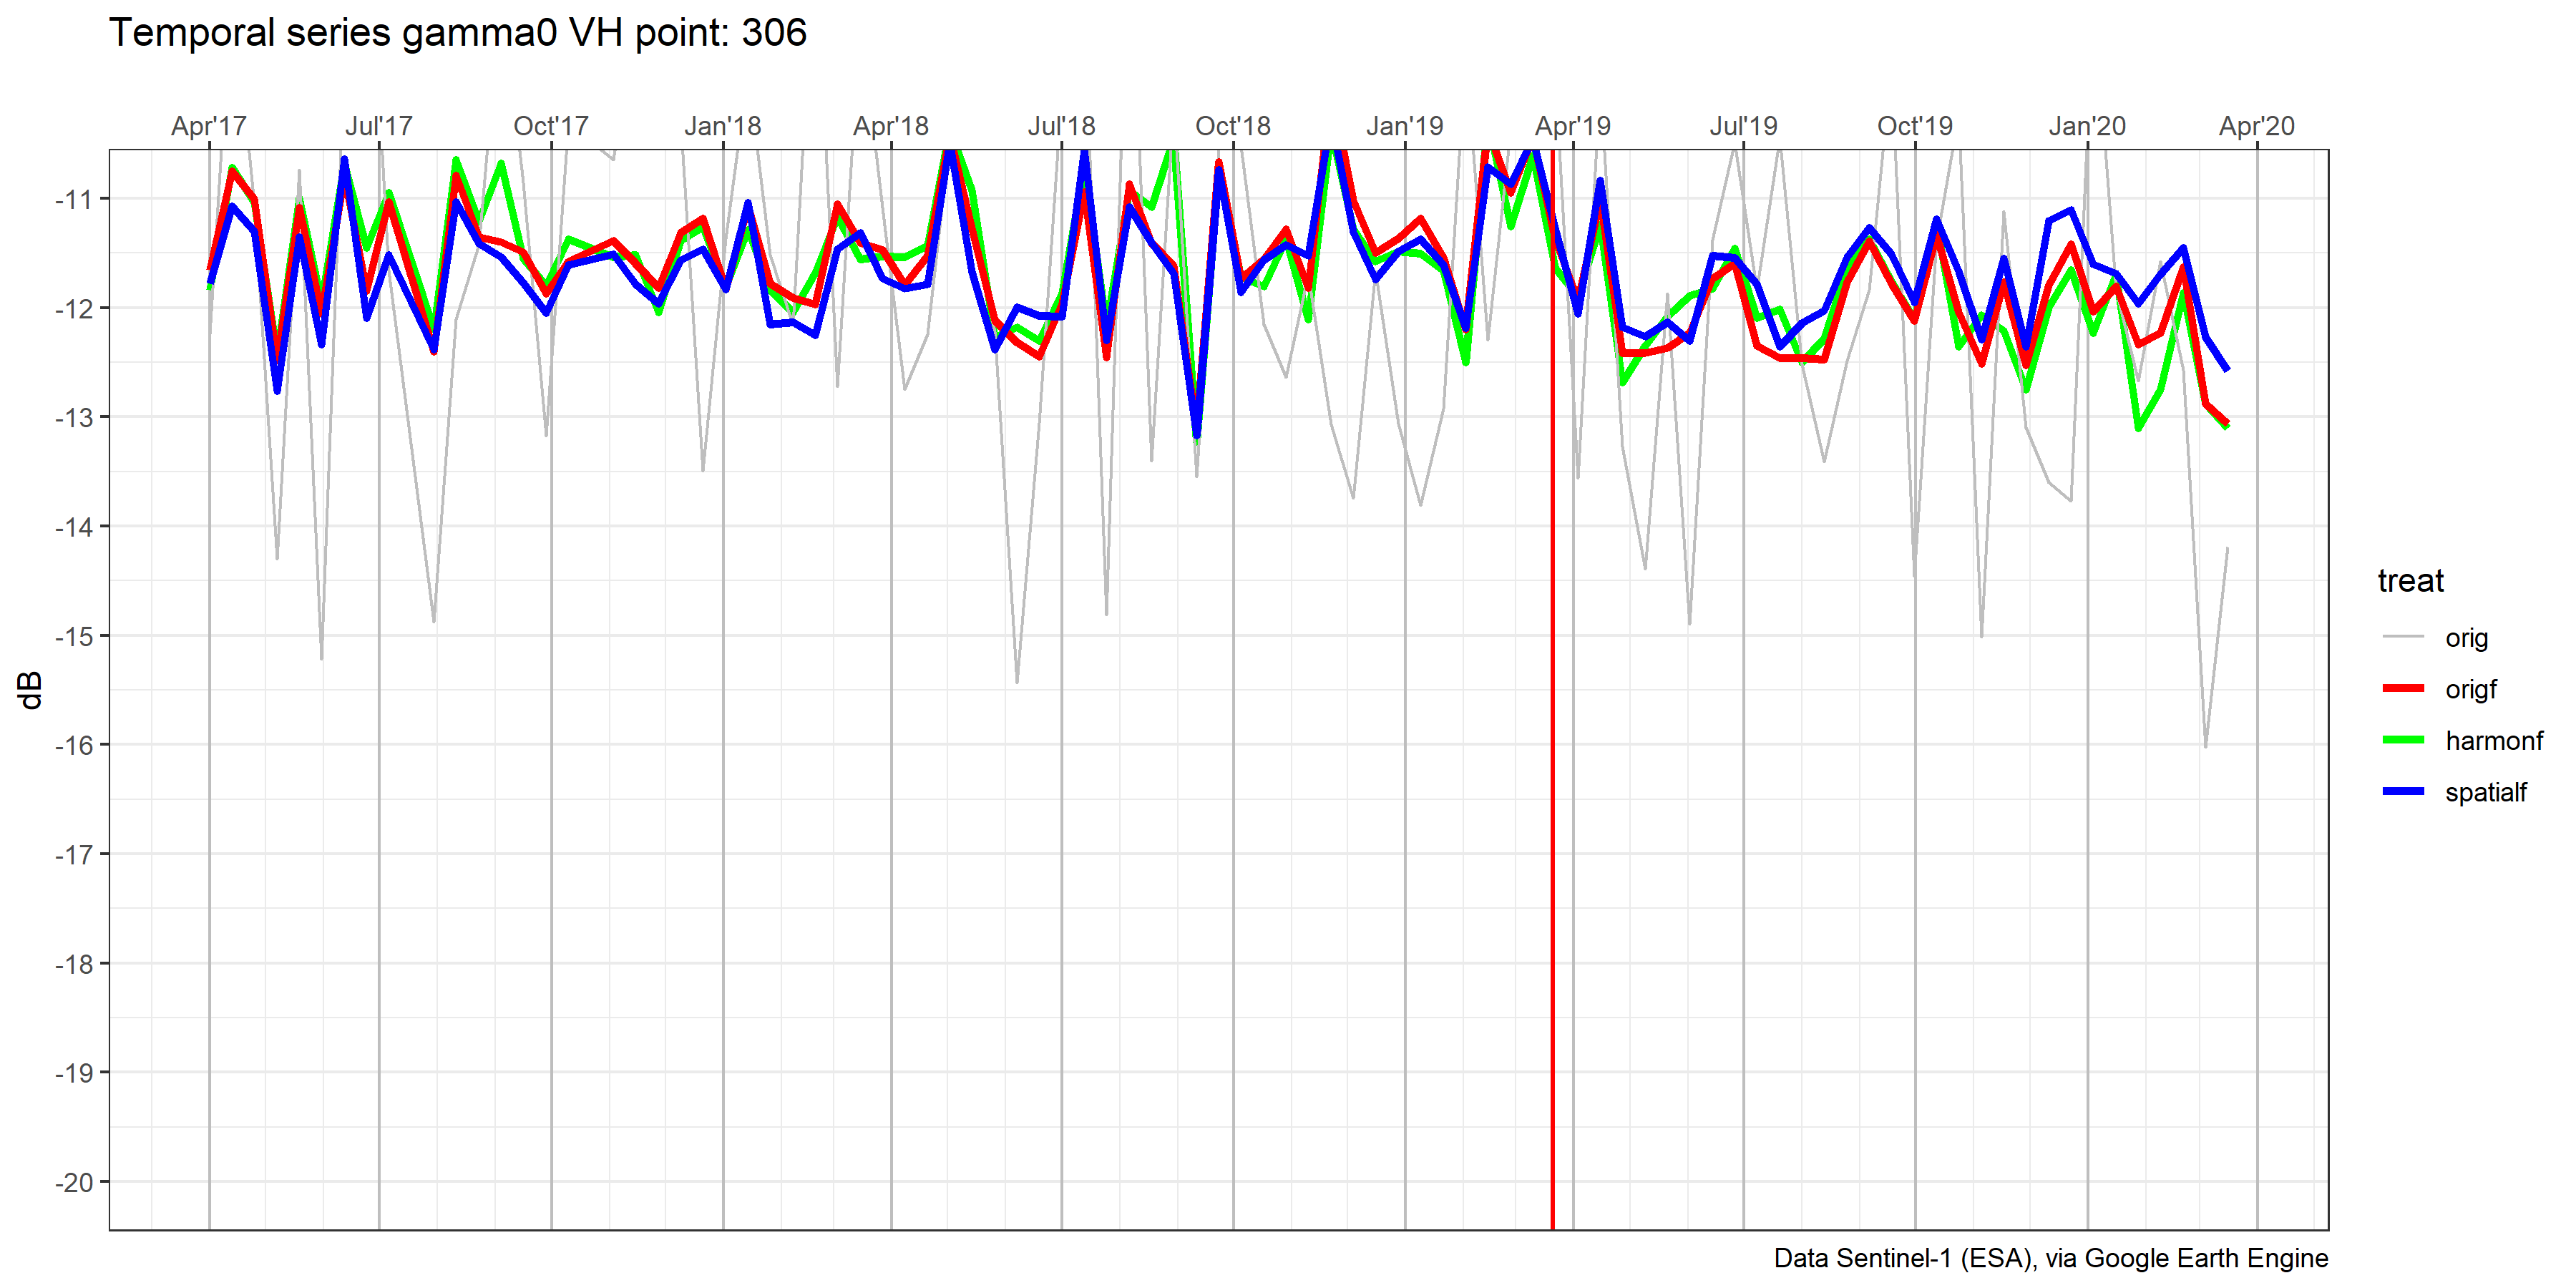 Temporal series gamma0 VH point: 306
Apr'17 Jul'17 Oct'17 Jan'18 Apr'18 Jul'18 Oct'18 Jan'19 Apr'19 Jul'19 Oct'19 Jan'20 Apr'20
-11
-12
-13
-14
-15
-16
-17
-18
-19
-20
dB
treat
orig
origf
harmonf
spatialf
Data Sentinel-1 (ESA), via Google Earth Engine